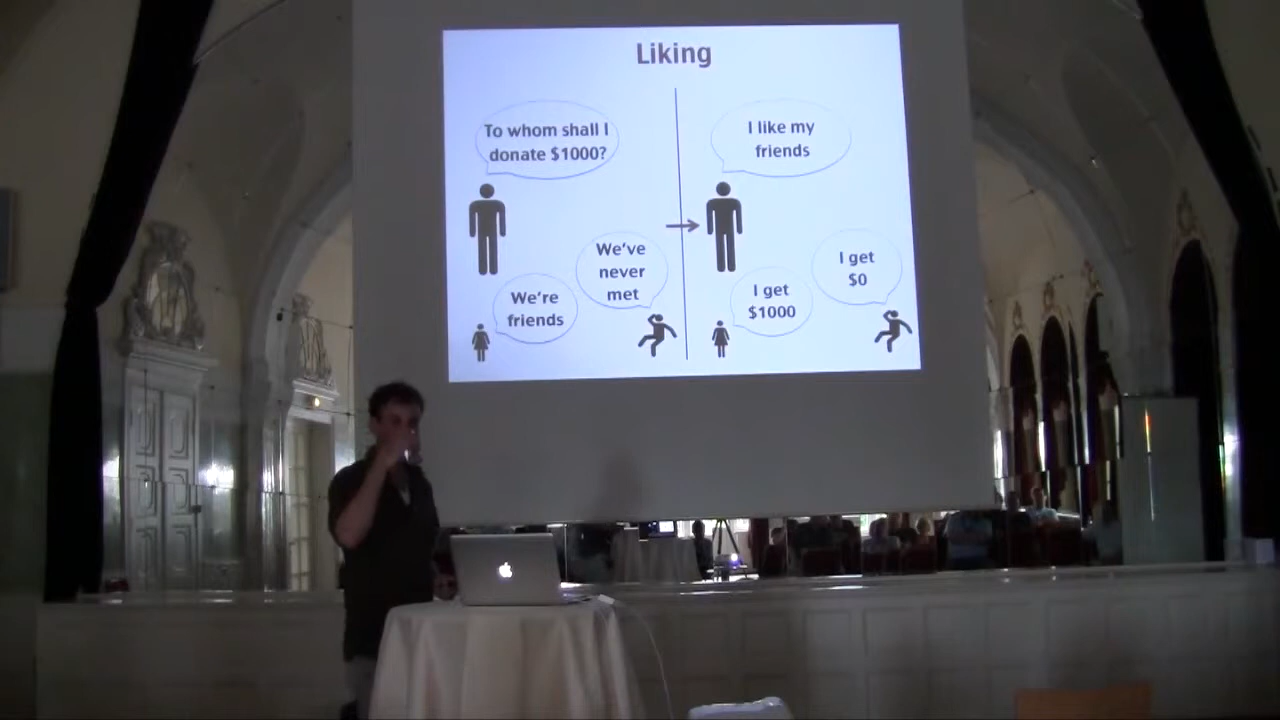 Liking
To whom shall I
donate $1000?
We've
never
met
We're
friends
I like my
friends
I get
$0
I get
$1000